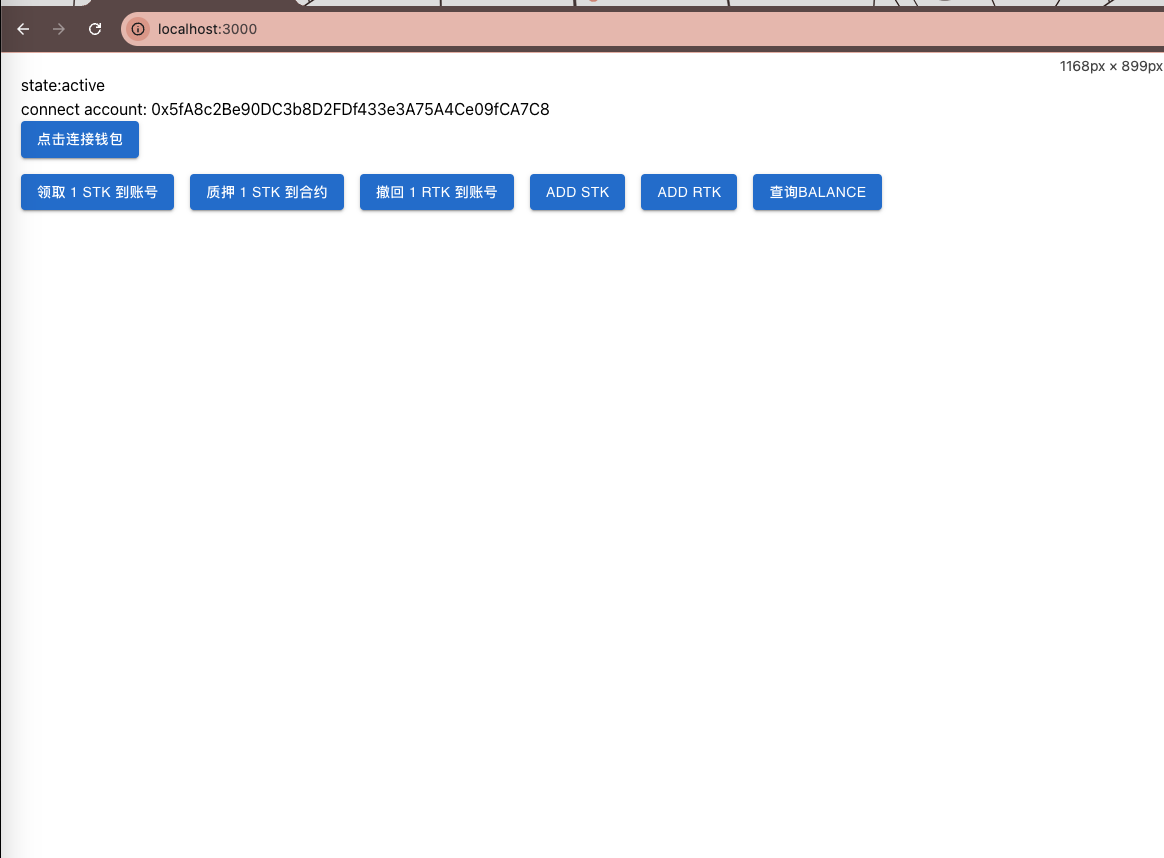 localhost:3000
1168px × 899px
state:active
connect account: 0x5fA8c2Be90DC3b8D2FDf433e3A75A4Ce09fCA7C8
点击连接钱包
领取 1 STK 到账号 质押 1 STK 到合约 撤回 1 RTK 到账号 ADD STK ADD RTK 查询BALANCE